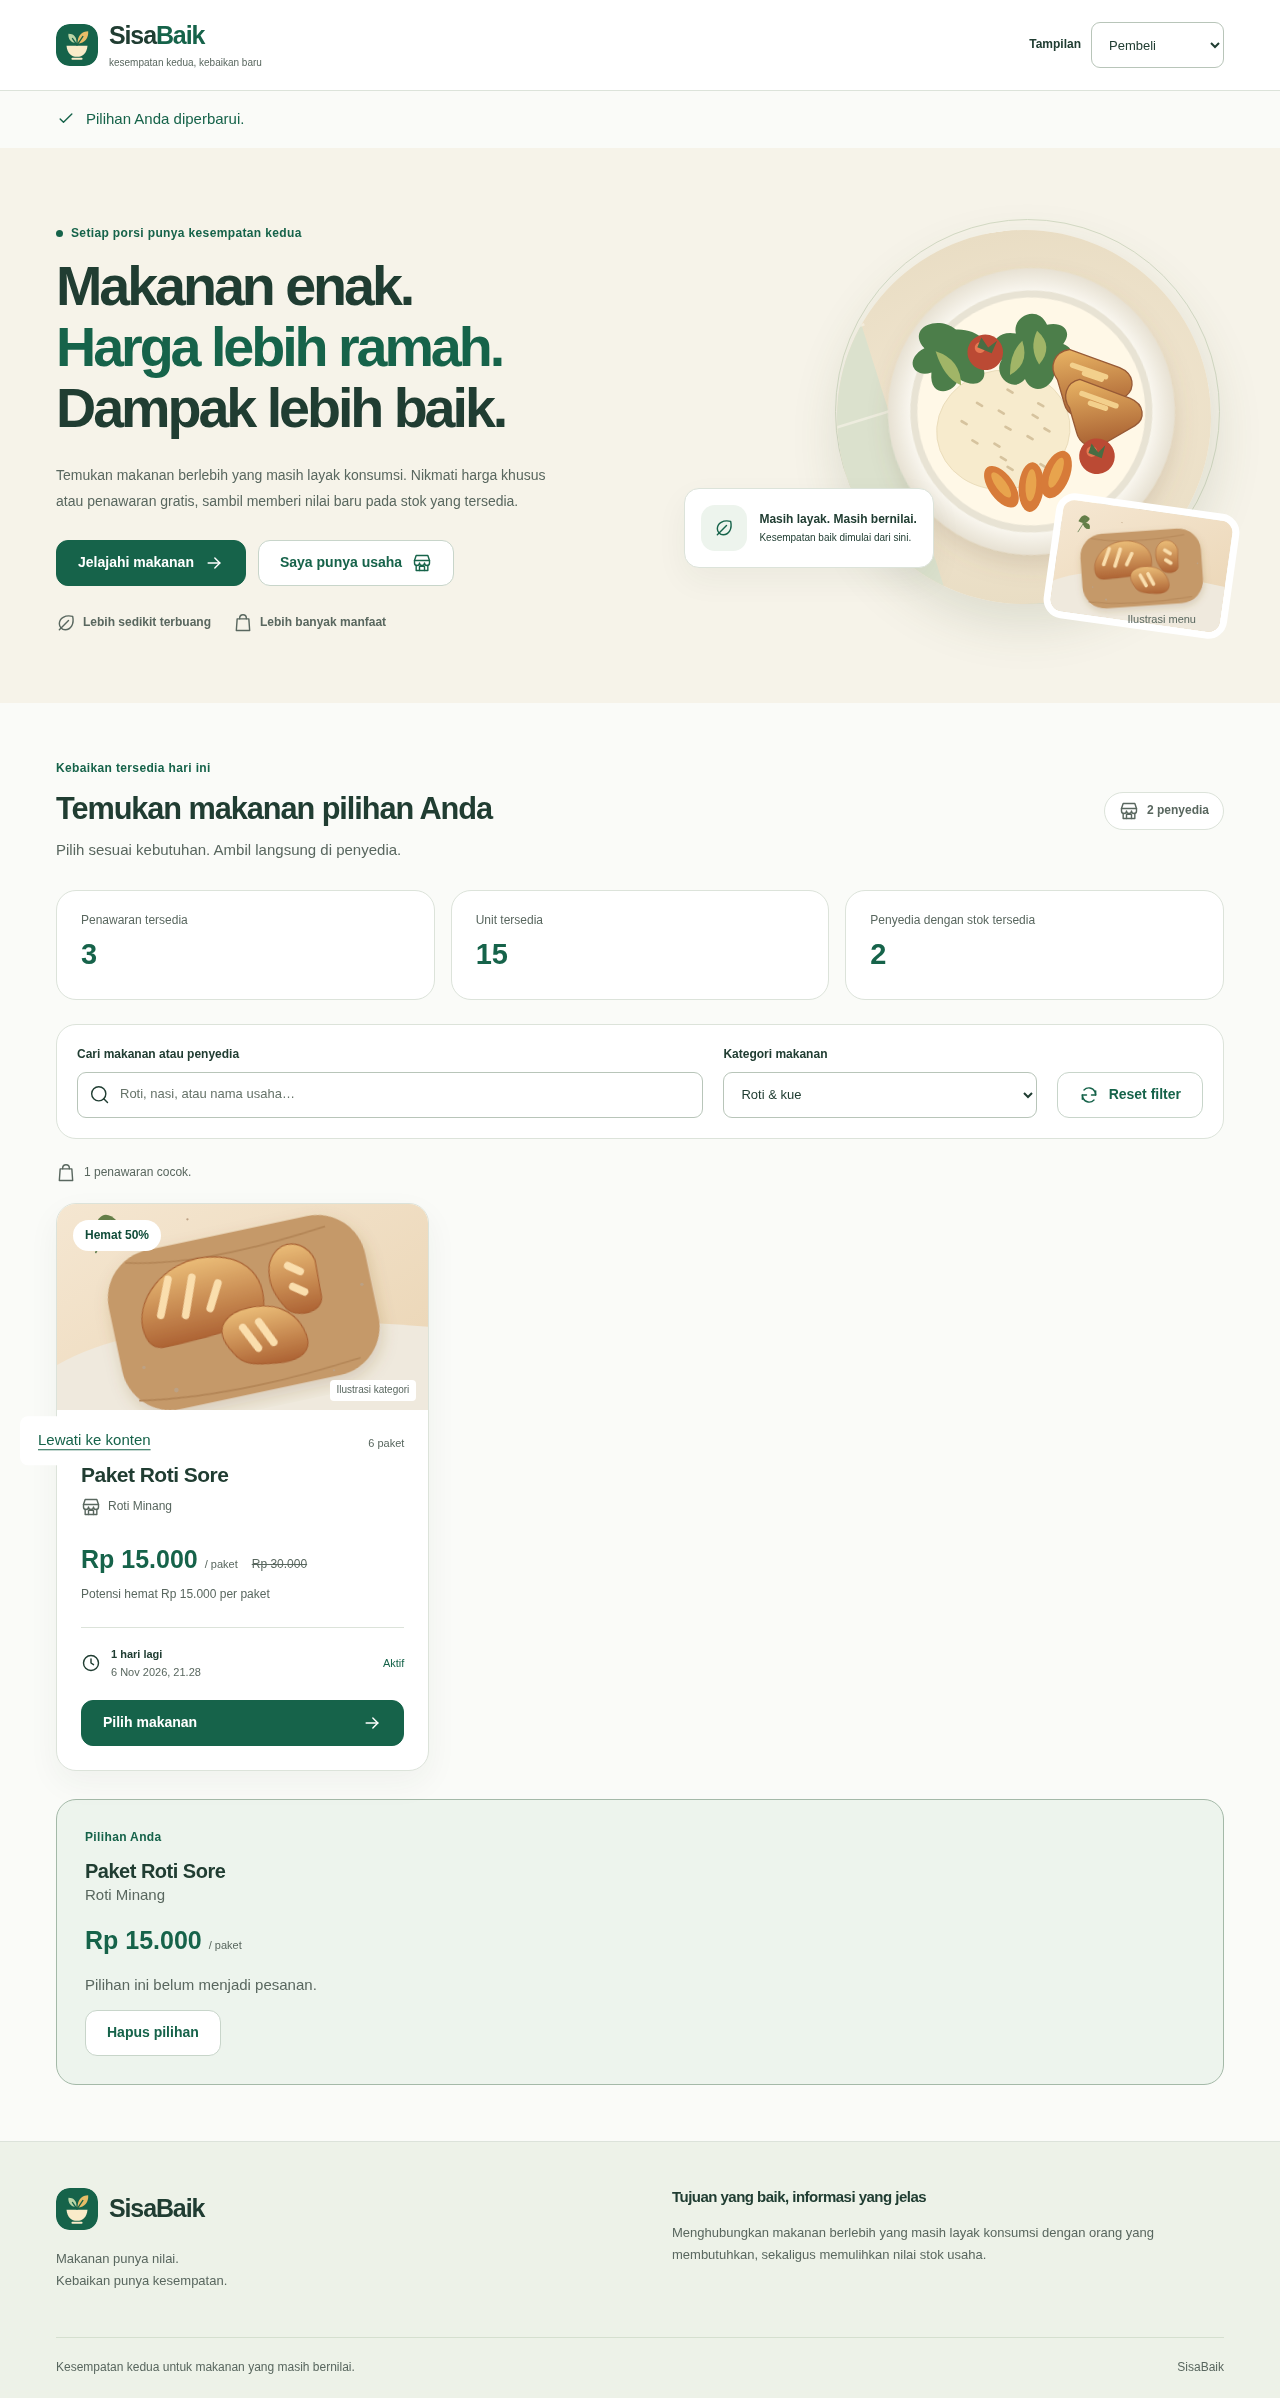 SisaBaik
kesempatan kedua, kebaikan baru
Tampilan
Pembeli
Pilihan Anda diperbarui.
Setiap porsi punya kesempatan kedua
Makanan enak.
Harga lebih ramah.
Dampak lebih baik.
Temukan makanan berlebih yang masih layak konsumsi. Nikmati harga khusus
atau penawaran gratis, sambil memberi nilai baru pada stok yang tersedia.
Jelajahi makanan
Saya punya usaha
Lebih sedikit terbuang
Lebih banyak manfaat
Masih layak. Masih bernilai.
Kesempatan baik dimulai dari sini.
Ilustrasi menu
Kebaikan tersedia hari ini
Temukan makanan pilihan Anda
Pilih sesuai kebutuhan. Ambil langsung di penyedia.
2 penyedia
Penawaran tersedia
3
Unit tersedia
15
Penyedia dengan stok tersedia
2
Cari makanan atau penyedia
Roti, nasi, atau nama usaha…
Kategori makanan
Roti & kue
Reset filter
1 penawaran cocok.
Hemat 50%
Ilustrasi kategori
Lewati ke konten
6 paket
Paket Roti Sore
Roti Minang
Rp 15.000 / paket Rp 30.000
Potensi hemat Rp 15.000 per paket
1 hari lagi
6 Nov 2026, 21.28
Aktif
Pilih makanan
Pilihan Anda
Paket Roti Sore
Roti Minang
Rp 15.000 / paket
Pilihan ini belum menjadi pesanan.
Hapus pilihan
SisaBaik
Makanan punya nilai.
Kebaikan punya kesempatan.
Tujuan yang baik, informasi yang jelas
Menghubungkan makanan berlebih yang masih layak konsumsi dengan orang yang
membutuhkan, sekaligus memulihkan nilai stok usaha.
Kesempatan kedua untuk makanan yang masih bernilai.
SisaBaik